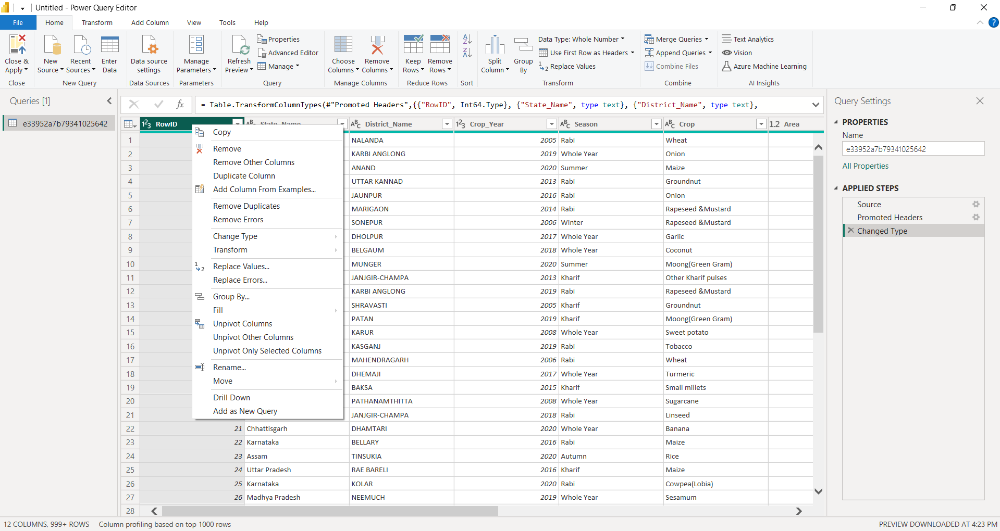 Untitled - Power Query Editor
File Home Transform Add Column View Tools Help
Close & Apply
Close
New Source
Recent Sources
Enter Data
New Query
Data source settings
Data Sources
Manage Parameters
Parameters
Refresh Preview
Properties
Advanced Editor
Manage
Query
Choose Columns
Remove Columns
Manage Columns
Keep Rows
Remove Rows
Reduce Rows
Sort
Split Column
Group By
Data Type: Whole Number
Use First Row as Headers
Replace Values
Transform
Merge Queries
Append Queries
Combine Files
Combine
Text Analytics
Vision
Azure Machine Learning
AI Insights
Queries [1]
e33952a7b79341025642
fx = Table.TransformColumnTypes(#"Promoted Headers",{{"RowID", Int64.Type}, {"State_Name", type text}, {"District_Name", type text},
RowID State_Name District_Name Crop_Year Season Crop 1.2 Area
1 NALANDA 2005 Rabi Wheat
2 KARBI ANGLONG 2019 Whole Year Onion
3 ANAND 2020 Summer Maize
4 UTTAR KANNAD 2013 Rabi Groundnut
5 JAUNPUR 2016 Rabi Onion
6 MARIGAON 2014 Rabi Rapeseed &Mustard
7 SONEPUR 2006 Winter Rapeseed &Mustard
8 DHOLPUR 2017 Whole Year Garlic
9 BELGAUM 2018 Whole Year Coconut
10 MUNGER 2020 Summer Moong(Green Gram)
11 JANJGIR-CHAMPA 2013 Kharif Other Kharif pulses
12 KARBI ANGLONG 2019 Rabi Rapeseed &Mustard
13 SHRAVASTI 2005 Kharif Groundnut
14 PATAN 2019 Kharif Moong(Green Gram)
15 KARUR 2008 Whole Year Sweet potato
16 KASGANJ 2019 Rabi Tobacco
17 MAHENDRAGARH 2006 Rabi Wheat
18 DHEMAJI 2017 Whole Year Turmeric
19 BAKSA 2015 Kharif Small millets
20 PATHANAMTHITTA 2008 Whole Year Sugarcane
21 JANJGIR-CHAMPA 2018 Rabi Linseed
22 21 Chhattisgarh DHAMTARI 2020 Whole Year Banana
23 22 Karnataka BELLARY 2016 Rabi Maize
24 23 Assam TINSUKIA 2020 Autumn Rice
25 24 Uttar Pradesh RAE BARELI 2016 Kharif Maize
26 25 Karnataka KOLAR 2020 Rabi Cowpea(Lobia)
27 26 Madhya Pradesh NEEMUCH 2019 Whole Year Sesamum
28
Copy
Remove
Remove Other Columns
Duplicate Column
Add Column From Examples...
Remove Duplicates
Remove Errors
Change Type
Transform
Replace Values...
Replace Errors...
Group By...
Fill
Unpivot Columns
Unpivot Other Columns
Unpivot Only Selected Columns
Rename...
Move
Drill Down
Add as New Query
Query Settings
PROPERTIES
Name
e33952a7b79341025642
All Properties
APPLIED STEPS
Source
Promoted Headers
Changed Type
12 COLUMNS, 999+ ROWS Column profiling based on top 1000 rows PREVIEW DOWNLOADED AT 4:23 PM